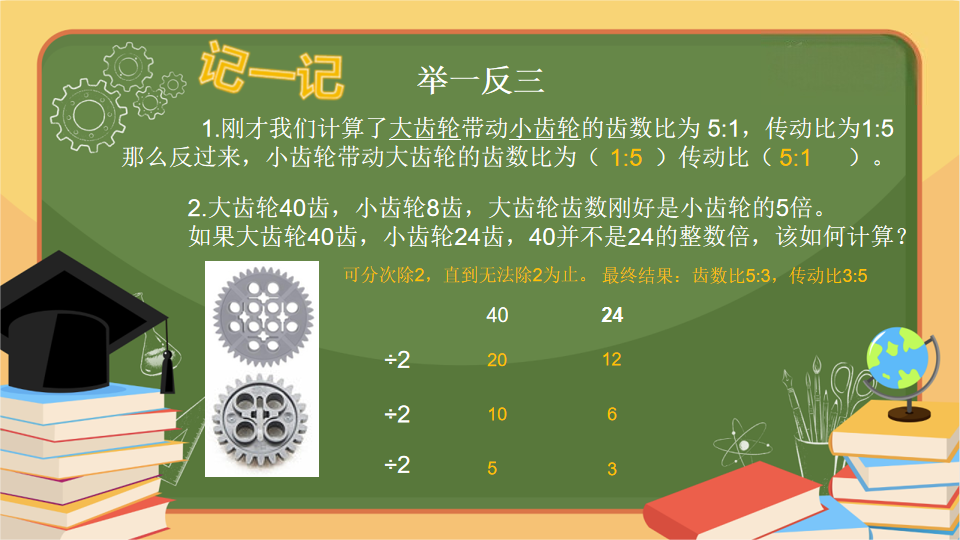 记一记
举一反三
1.刚才我们计算了大齿轮带动小齿轮的齿数比为 5:1，传动比为1:5
那么反过来，小齿轮带动大齿轮的齿数比为（ 1:5 ）传动比（ 5:1 ）。
2.大齿轮40齿，小齿轮8齿，大齿轮齿数刚好是小齿轮的5倍。
如果大齿轮40齿，小齿轮24齿，40并不是24的整数倍，该如何计算？
可分次除2，直到无法除2为止。 最终结果：齿数比5:3，传动比3:5
40 24
÷2 20 12
÷2 10 6
÷2 5 3